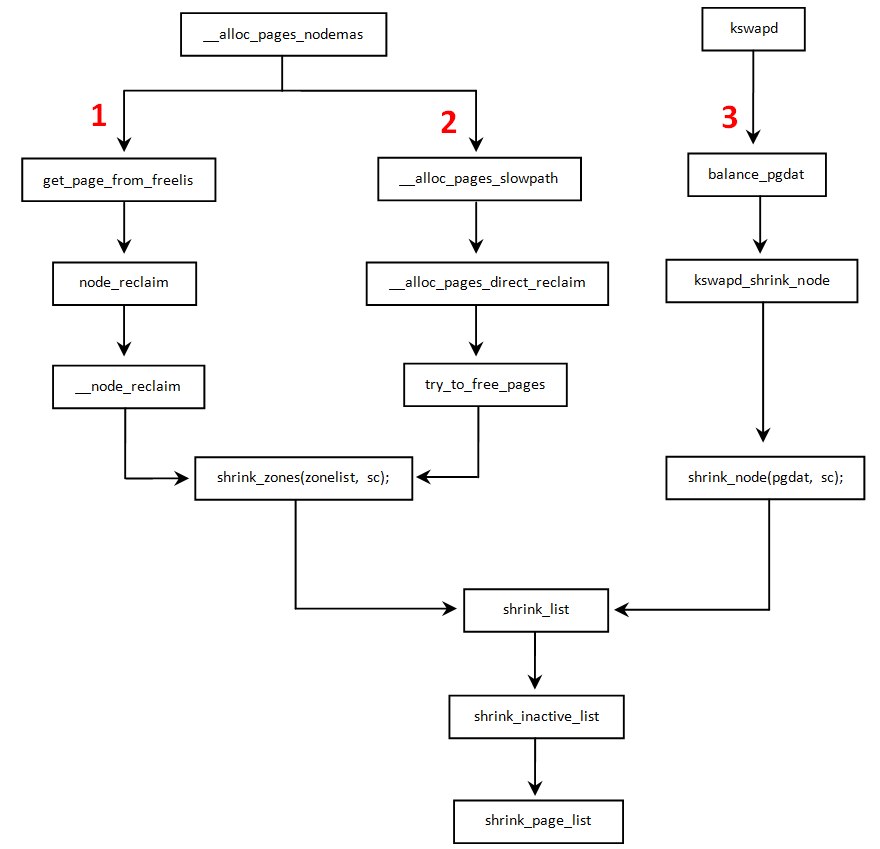 __alloc_pages_nodemas
kswapd
1
2
3
get_page_from_freelis
__alloc_pages_slowpath
balance_pgdat
node_reclaim
__alloc_pages_direct_reclaim
kswapd_shrink_node
__node_reclaim
try_to_free_pages
shrink_zones(zonelist, sc);
shrink_node(pgdat, sc);
shrink_list
shrink_inactive_list
shrink_page_list